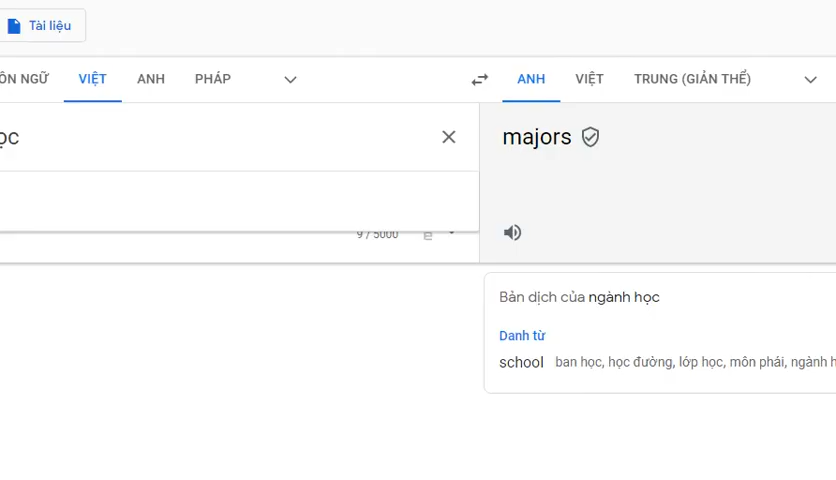 Tài liệu
ÔN NGỮ VIỆT ANH PHÁP
ANH VIỆT TRUNG (GIẢN THỂ)
ọc
majors
9 / 5000
Bản dịch của ngành học
Danh từ
school ban học, học đường, lớp học, môn phái, ngành h